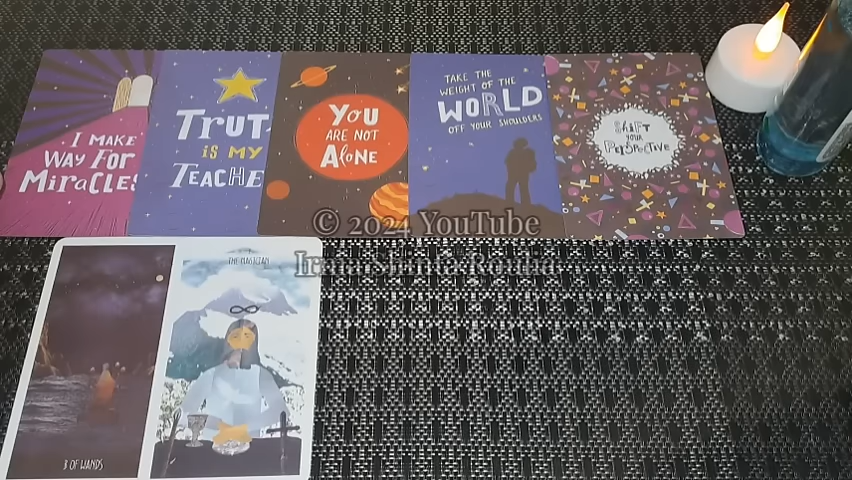 I MAKE
WAY FOR
MiRACLES
TRUT
iS MY
TEACHE
YOU
ARE NOT
ALONE
TAKE THE
WEIGHT OF THE
WORLD
OFF YOUR SHOULDERS
SHiFT
YOUR
PERSPECTIVE
© 2024 YouTube
3 OF WANDS
THE MAGICIAN